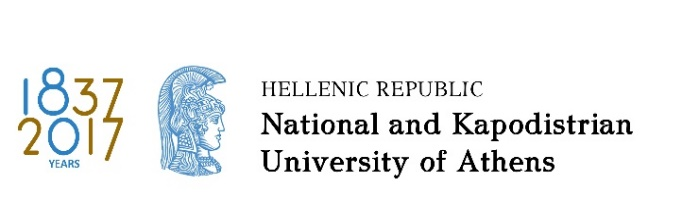 1837
2017
YEARS
HELLENIC REPUBLIC
National and Kapodistrian
University of Athens